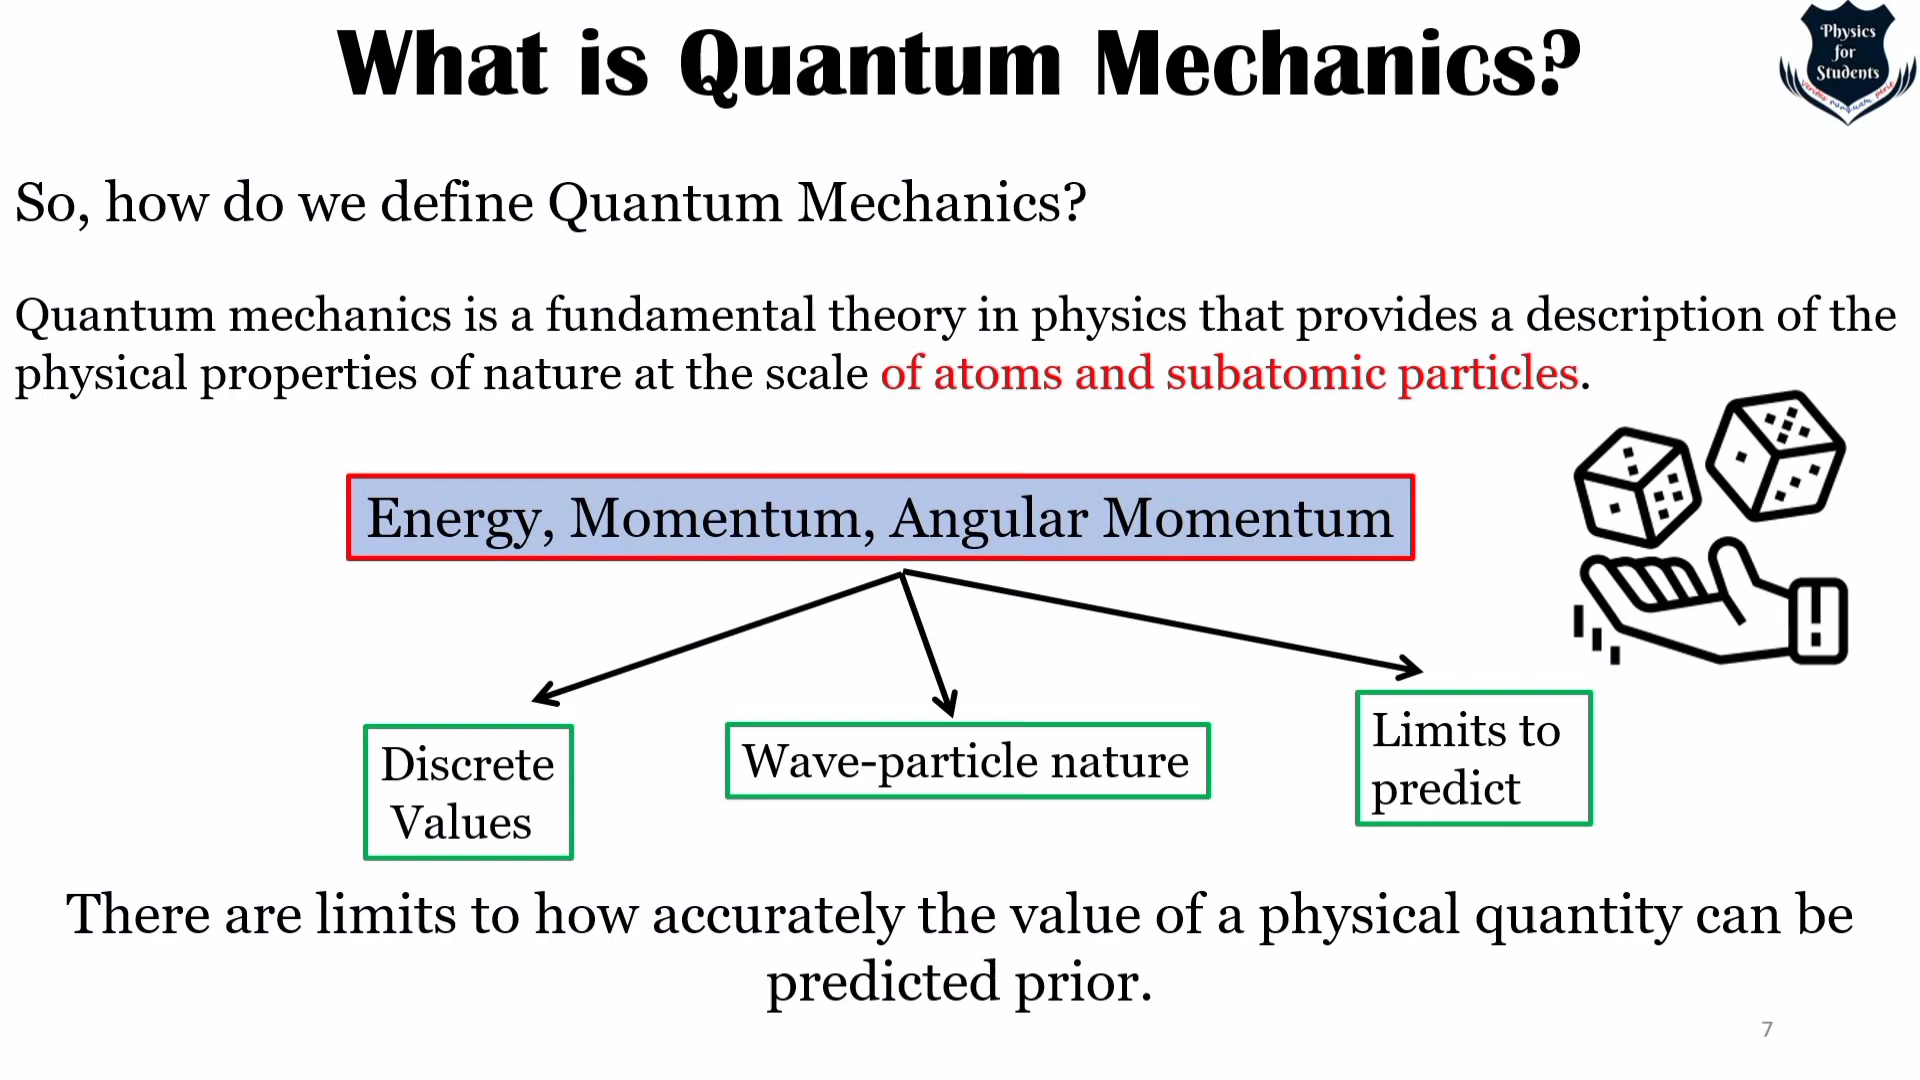 What is Quantum Mechanics?
Physics
for
Students
So, how do we define Quantum Mechanics?
Quantum mechanics is a fundamental theory in physics that provides a description of the
physical properties of nature at the scale of atoms and subatomic particles.
Energy, Momentum, Angular Momentum
Discrete
Values
Wave-particle nature
Limits to
predict
There are limits to how accurately the value of a physical quantity can be
predicted prior.
7